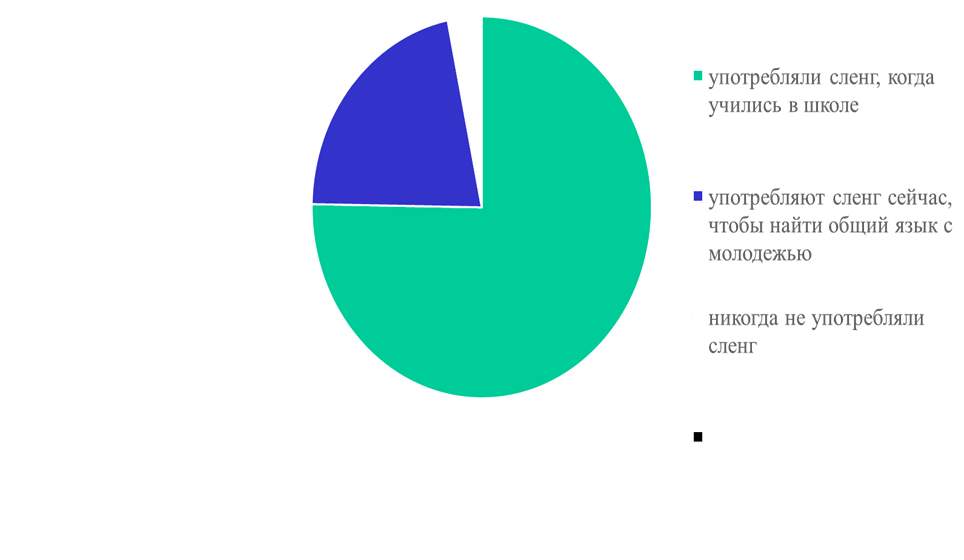 употребляли сленг, когда
учились в школе
употребляют сленг сейчас,
чтобы найти общий язык с
молодежью
никогда не употребляли
сленг